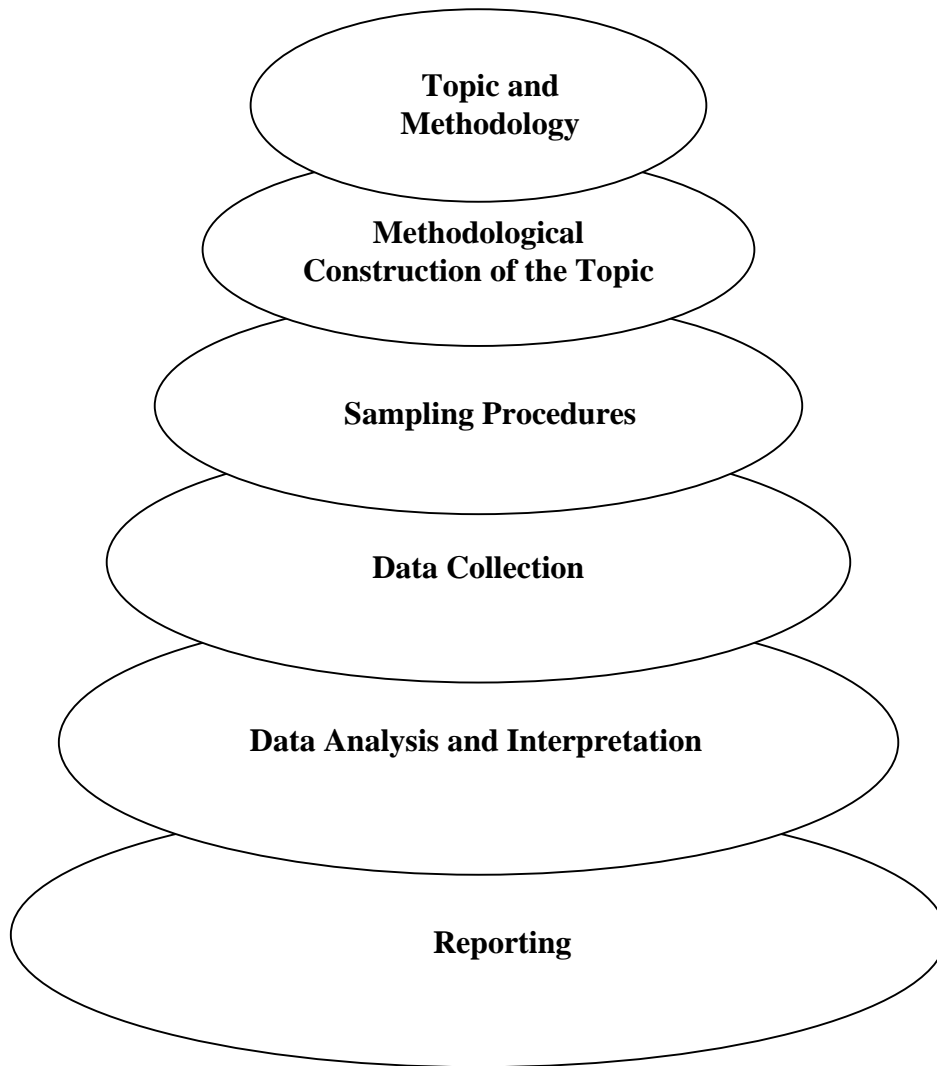 Topic and
Methodology
Methodological
Construction of the Topic
Sampling Procedures
Data Collection
Data Analysis and Interpretation
Reporting